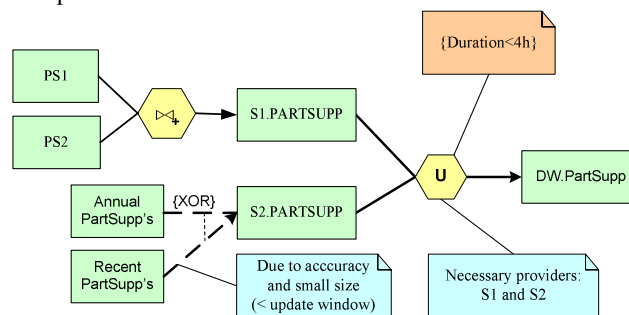 {Duration<4h}
PS1
PS2
⋈+
S1.PARTSUPP
U
DW.PartSupp
Annual
PartSupp's
{XOR}
S2.PARTSUPP
Recent
PartSupp's
Due to acccuracy
and small size
(< update window)
Necessary providers:
S1 and S2